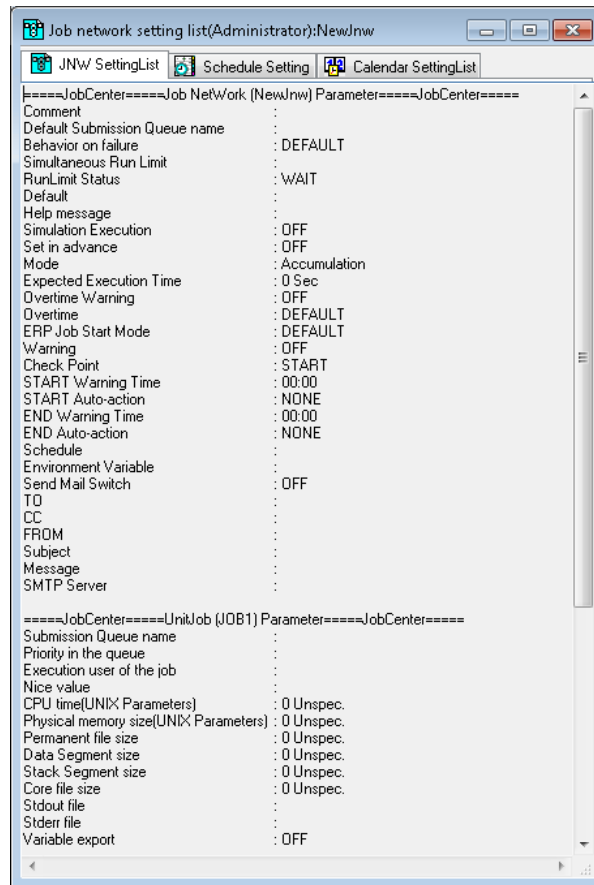 Job network setting list(Administrator):NewJnw
JNW SettingList Schedule Setting Calendar SettingList
=====JobCenter=====Job NetWork (NewJnw) Parameter=====JobCenter=====
Comment :
Default Submission Queue name :
Behavior on failure : DEFAULT
Simultaneous Run Limit :
RunLimit Status : WAIT
Default :
Help message :
Simulation Execution : OFF
Set in advance : OFF
Mode : Accumulation
Expected Execution Time : 0 Sec
Overtime Warning : OFF
Overtime : DEFAULT
ERP Job Start Mode : DEFAULT
Warning : OFF
Check Point : START
START Warning Time : 00:00
START Auto-action : NONE
END Warning Time : 00:00
END Auto-action : NONE
Schedule :
Environment Variable :
Send Mail Switch : OFF
TO :
CC :
FROM :
Subject :
Message :
SMTP Server :
=====JobCenter=====UnitJob (JOB1) Parameter=====JobCenter=====
Submission Queue name :
Priority in the queue :
Execution user of the job :
Nice value :
CPU time(UNIX Parameters) : 0 Unspec.
Physical memory size(UNIX Parameters) : 0 Unspec.
Permanent file size : 0 Unspec.
Data Segment size : 0 Unspec.
Stack Segment size : 0 Unspec.
Core file size : 0 Unspec.
Stdout file :
Stderr file :
Variable export : OFF